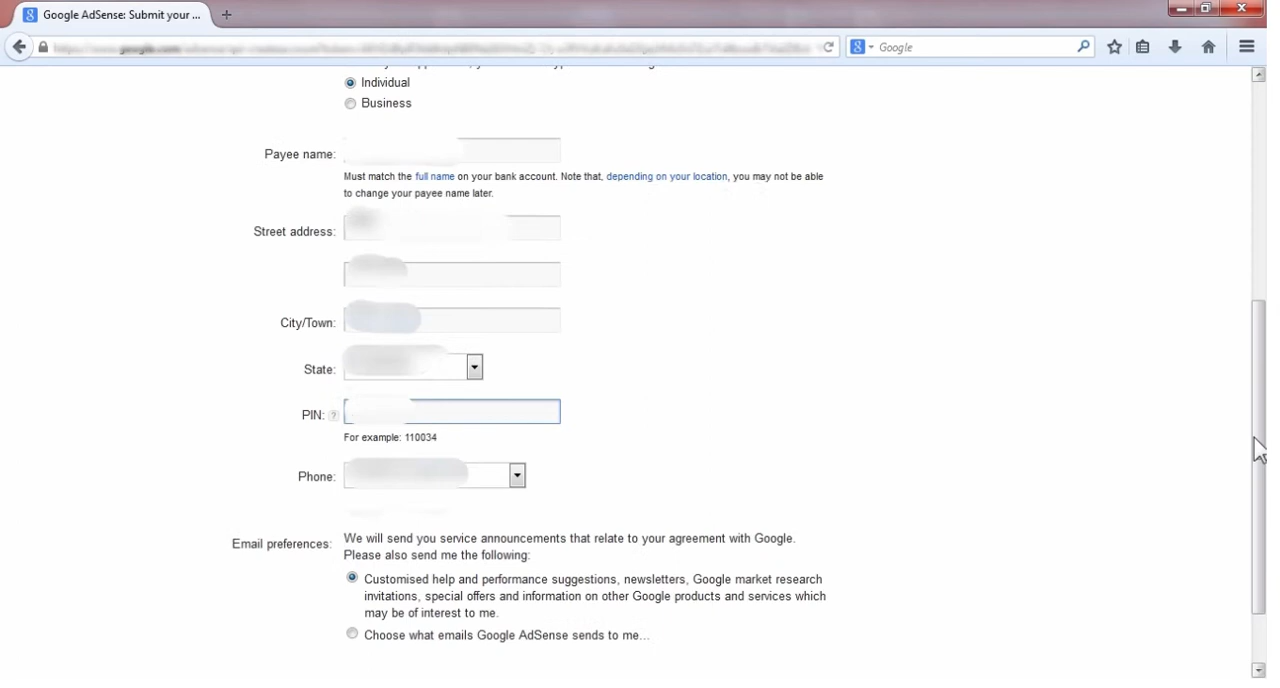 Google AdSense: Submit your ...
Google
Individual
Business
Payee name:
Must match the full name on your bank account. Note that, depending on your location, you may not be able
to change your payee name later.
Street address:
City/Town:
State:
PIN: ?
For example: 110034
Phone:
Email preferences:
We will send you service announcements that relate to your agreement with Google.
Please also send me the following:
Customised help and performance suggestions, newsletters, Google market research
invitations, special offers and information on other Google products and services which
may be of interest to me.
Choose what emails Google AdSense sends to me...